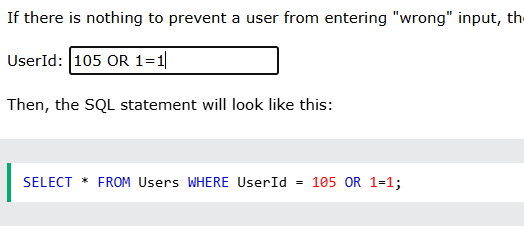 If there is nothing to prevent a user from entering "wrong" input, th
UserId: 105 OR 1=1
Then, the SQL statement will look like this:
SELECT * FROM Users WHERE UserId = 105 OR 1=1;